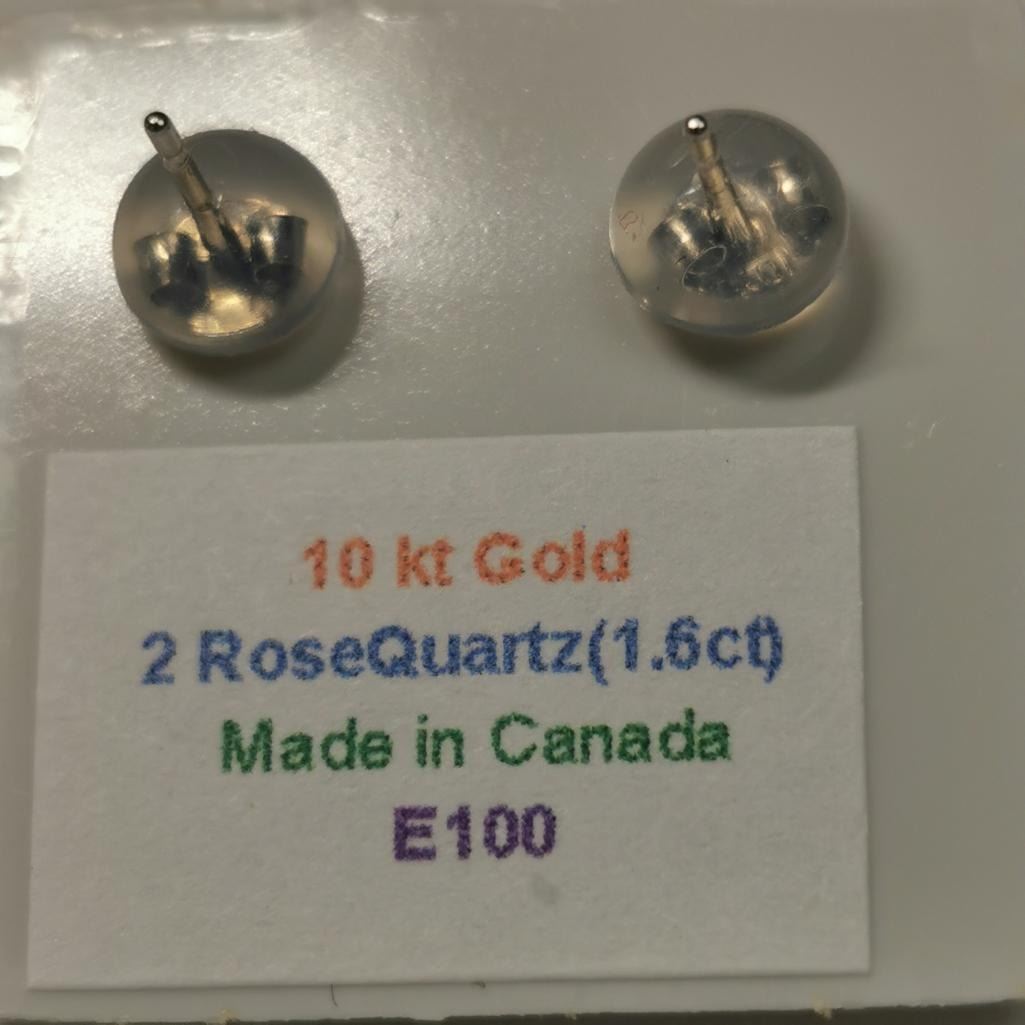 10 kt Gold
2 RoseQuartz(1.6ct)
Made in Canada
E100